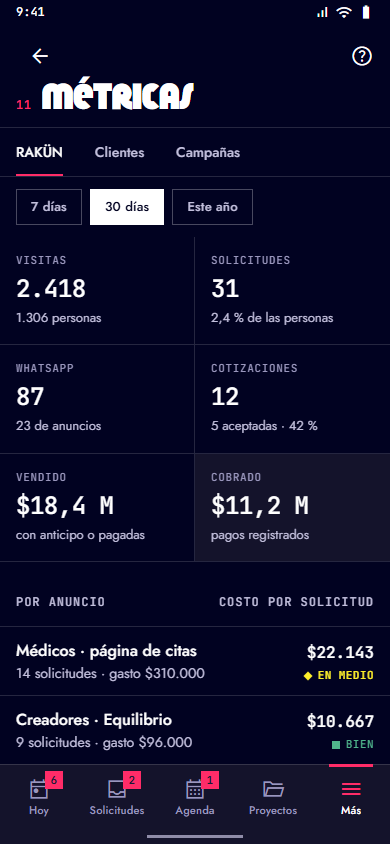 9:41
11 MÉTRICAS
RAKÜN Clientes Campañas
7 días 30 días Este año
VISITAS
2.418
1.306 personas
SOLICITUDES
31
2,4 % de las personas
WHATSAPP
87
23 de anuncios
COTIZACIONES
12
5 aceptadas · 42 %
VENDIDO
$18,4 M
con anticipo o pagadas
COBRADO
$11,2 M
pagos registrados
POR ANUNCIO COSTO POR SOLICITUD
Médicos · página de citas
14 solicitudes · gasto $310.000
$22.143
EN MEDIO
Creadores · Equilibrio
9 solicitudes · gasto $96.000
$10.667
BIEN
6 2 1
Hoy Solicitudes Agenda Proyectos Más